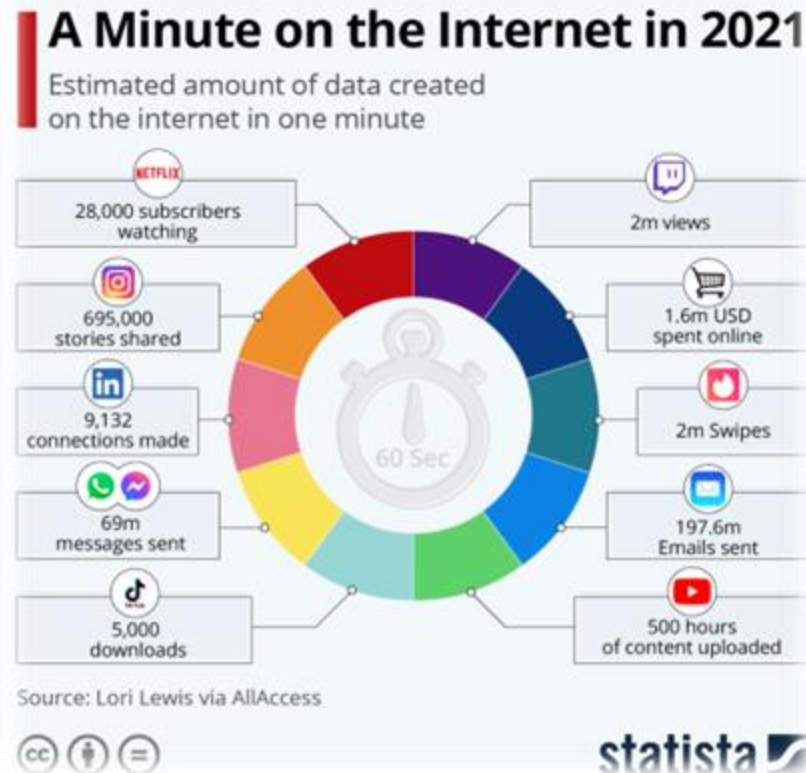 A Minute on the Internet in 2021
Estimated amount of data created
on the internet in one minute
NETFLIX
28,000 subscribers
watching
2m views
695,000
stories shared
1.6m USD
spent online
in
9,132
connections made
2m Swipes
60 Sec
69m
messages sent
197.6m
Emails sent
TikTok
5,000
downloads
500 hours
of content uploaded
Source: Lori Lewis via AllAccess
cc
statista